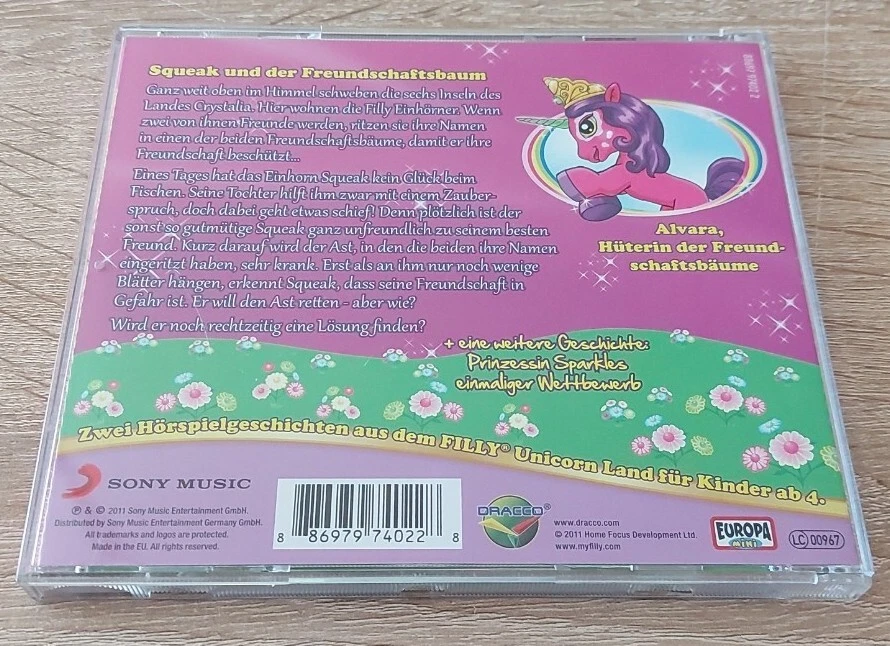 Squeak und der Freundschaftsbaum
Ganz weit oben im Himmel schweben die sechs Inseln des
Landes Crystalia. Hier wohnen die Filly Einhörner. Wenn
zwei von ihnen Freunde werden, ritzen sie ihre Namen
in einen der beiden Freundschaftsbäume, damit er ihre
Freundschaft beschützt...
Eines Tages hat das Einhorn Squeak kein Glück beim
Fischen. Seine Tochter hilft ihm zwar mit einem Zauber-
spruch, doch dabei geht etwas schief! Denn plötzlich ist der
sonst so gutmütige Squeak ganz unfreundlich zu seinem besten
Freund. Kurz darauf wird der Ast, in den die beiden ihre Namen
eingeritzt haben, sehr krank. Erst als an ihm nur noch wenige
Blätter hängen, erkennt Squeak, dass seine Freundschaft in
Gefahr ist. Er will den Ast retten - aber wie?
Wird er noch rechtzeitig eine Lösung finden?
Alvara,
Hüterin der Freund-
schaftsbäume
+ eine weitere Geschichte:
Prinzessin Sparkles
einmaliger Wettbewerb
Zwei Hörspielgeschichten aus dem FILLY® Unicorn Land für Kinder ab 4.
SONY MUSIC
℗ & © 2011 Sony Music Entertainment GmbH.
Distributed by Sony Music Entertainment Germany GmbH.
All trademarks and logos are protected.
Made in the EU. All rights reserved.
8 86979 74022 8
DRACCO®
www.dracco.com
© 2011 Home Focus Development Ltd.
www.myfilly.com
EUROPA
MINI
LC 00967